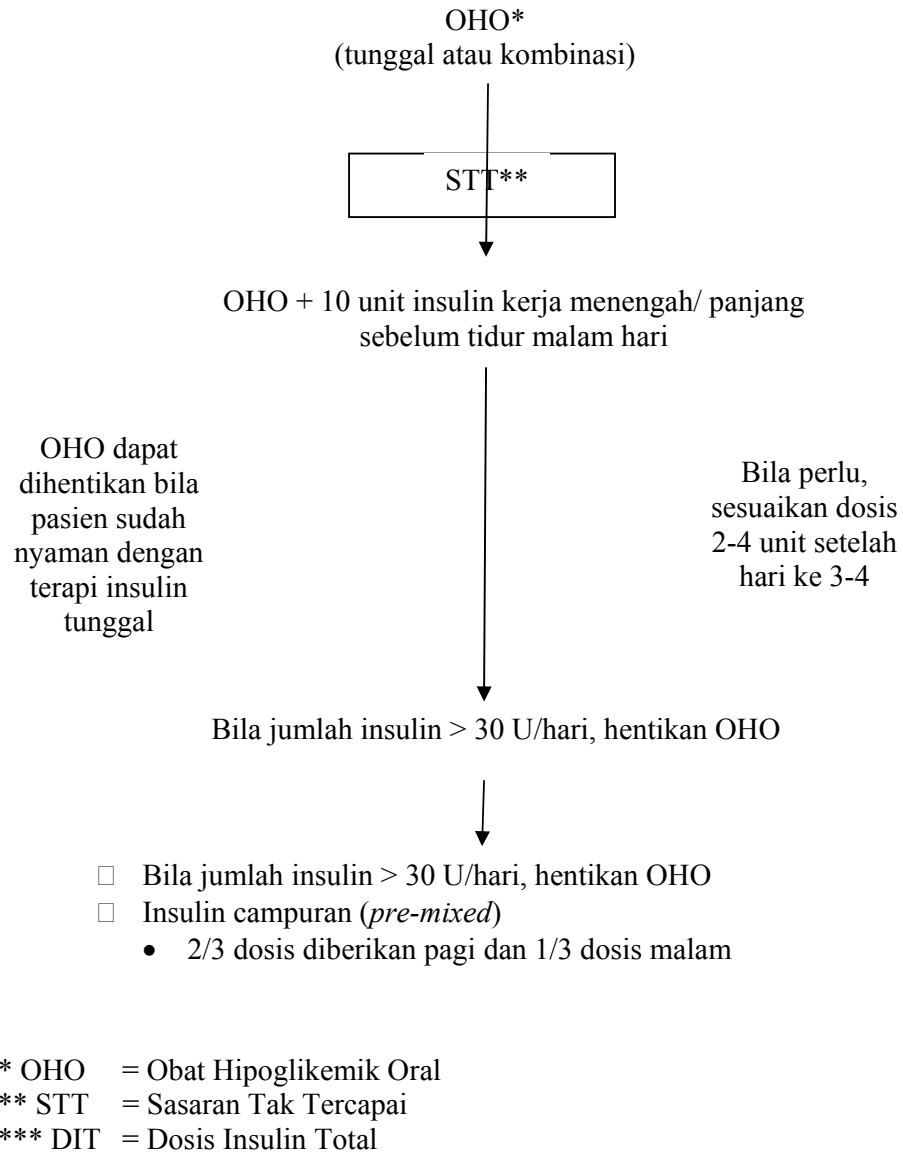 OHO*
(tunggal atau kombinasi)
STT**
OHO + 10 unit insulin kerja menengah/ panjang
sebelum tidur malam hari
OHO dapat
dihentikan bila
pasien sudah
nyaman dengan
terapi insulin
tunggal
Bila perlu,
sesuaikan dosis
2-4 unit setelah
hari ke 3-4
Bila jumlah insulin > 30 U/hari, hentikan OHO
Bila jumlah insulin > 30 U/hari, hentikan OHO
Insulin campuran (pre-mixed)
• 2/3 dosis diberikan pagi dan 1/3 dosis malam
* OHO = Obat Hipoglikemik Oral
** STT = Sasaran Tak Tercapai
*** DIT = Dosis Insulin Total